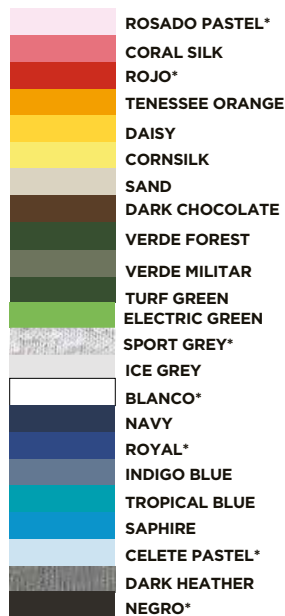 ROSADO PASTEL*
CORAL SILK
ROJO*
TENESSEE ORANGE
DAISY
CORNSILK
SAND
DARK CHOCOLATE
VERDE FOREST
VERDE MILITAR
TURF GREEN
ELECTRIC GREEN
SPORT GREY*
ICE GREY
BLANCO*
NAVY
ROYAL*
INDIGO BLUE
TROPICAL BLUE
SAPHIRE
CELETE PASTEL*
DARK HEATHER
NEGRO*